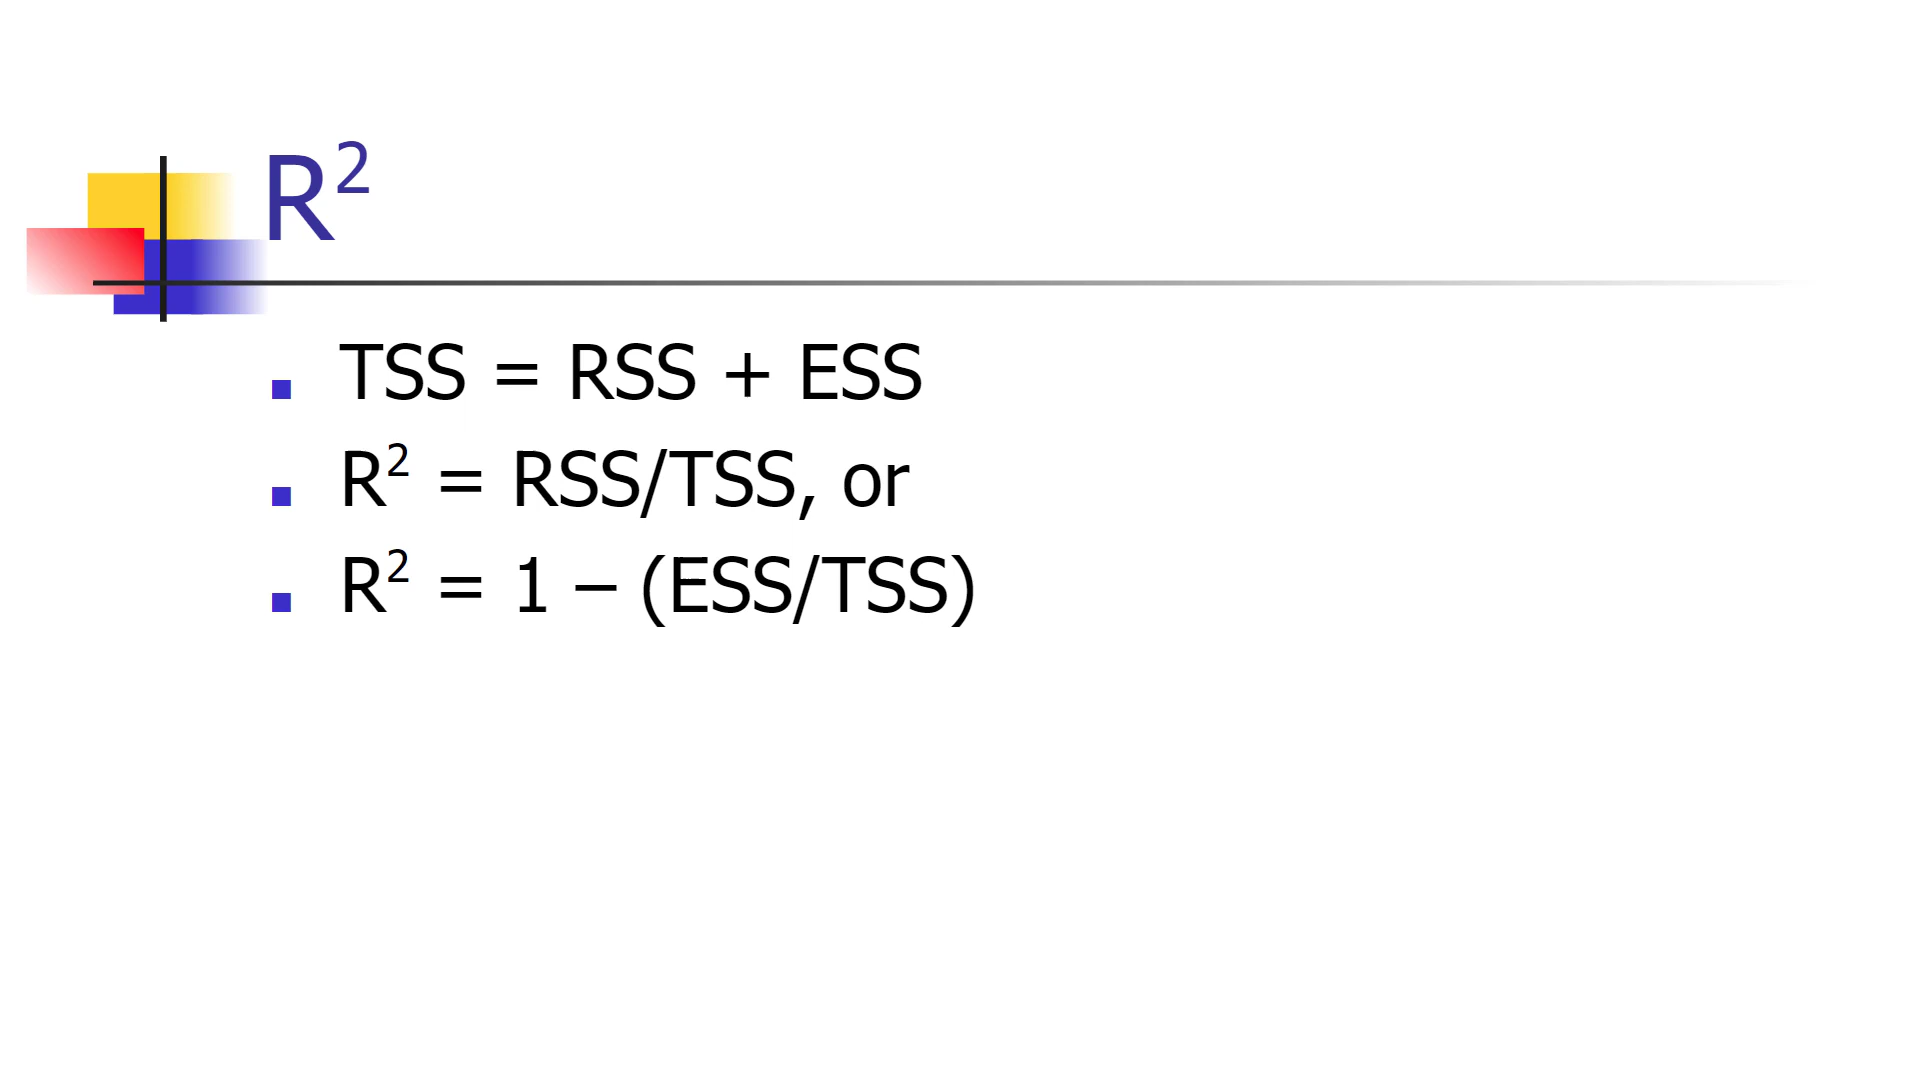 R²
TSS = RSS + ESS
R² = RSS/TSS, or
R² = 1 – (ESS/TSS)